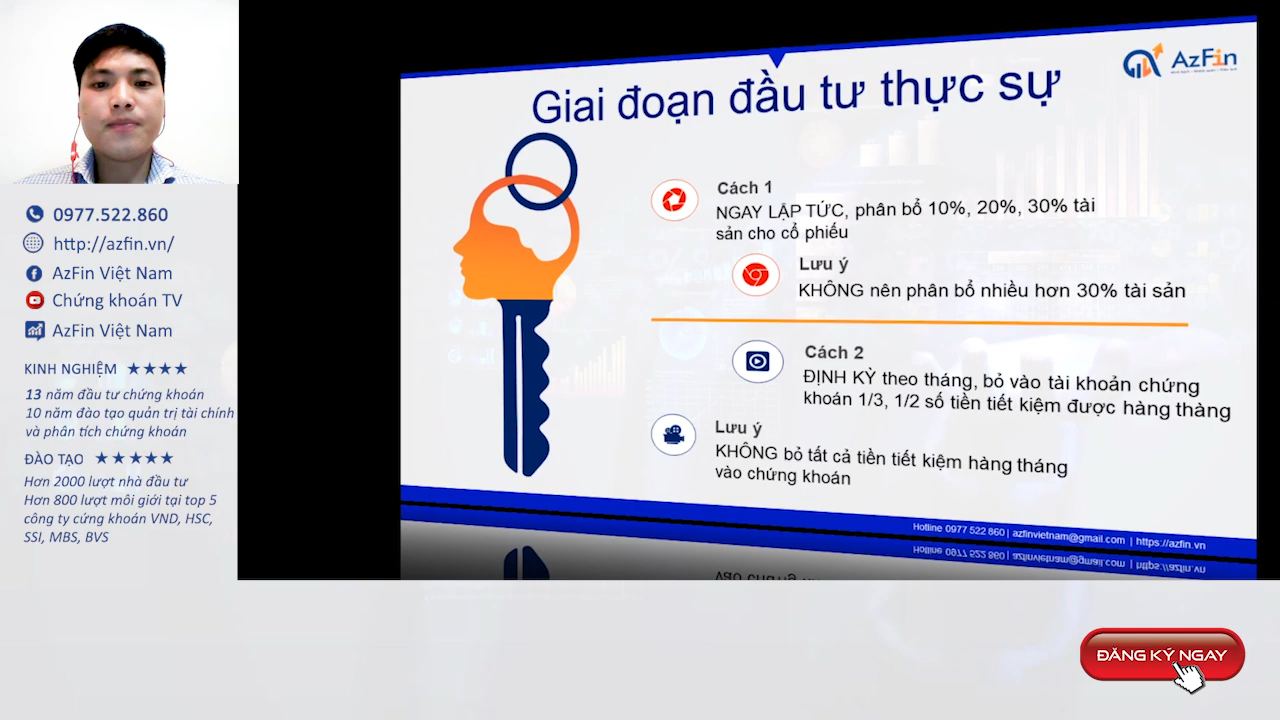 0977.522.860
http://azfin.vn/
AzFin Việt Nam
Chứng khoán TV
AzFin Việt Nam
KINH NGHIỆM
13 năm đầu tư chứng khoán
10 năm đào tạo quản trị tài chính
và phân tích chứng khoán
ĐÀO TẠO
Hơn 2000 lượt nhà đầu tư
Hơn 800 lượt môi giới tại top 5
công ty cứng khoán VND, HSC,
SSI, MBS, BVS
AzFin
Giai đoạn đầu tư thực sự
Cách 1
NGAY LẬP TỨC, phân bổ 10%, 20%, 30% tài
sản cho cổ phiếu
Lưu ý
KHÔNG nên phân bổ nhiều hơn 30% tài sản
Cách 2
ĐỊNH KỲ theo tháng, bỏ vào tài khoản chứng
khoán 1/3, 1/2 số tiền tiết kiệm được hàng thàng
Lưu ý
KHÔNG bỏ tất cả tiền tiết kiệm hàng tháng
vào chứng khoán
Hotline 0977 522 860 | azfinvietnam@gmail.com | https://azfin.vn
ĐĂNG KÝ NGAY